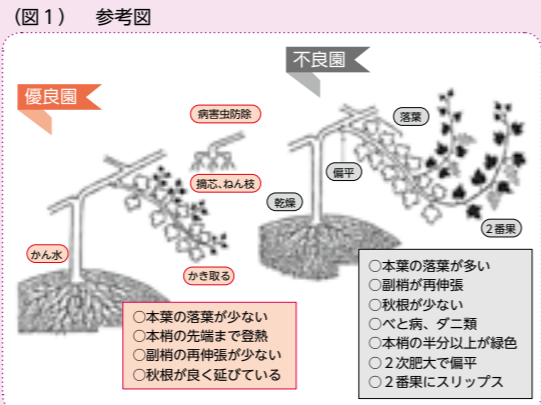 (図1) 参考図
優良園
病害虫防除
摘芯、ねん枝
かん水
かき取る
○本葉の落葉が少ない
○本梢の先端まで登熟
○副梢の再伸張が少ない
○秋根が良く延びている
不良園
落葉
偏平
乾燥
2番果
○本葉の落葉が多い
○副梢が再伸張
○秋根が少ない
○べと病、ダニ類
○本梢の半分以上が緑色
○2次肥大で偏平
○2番果にスリップス